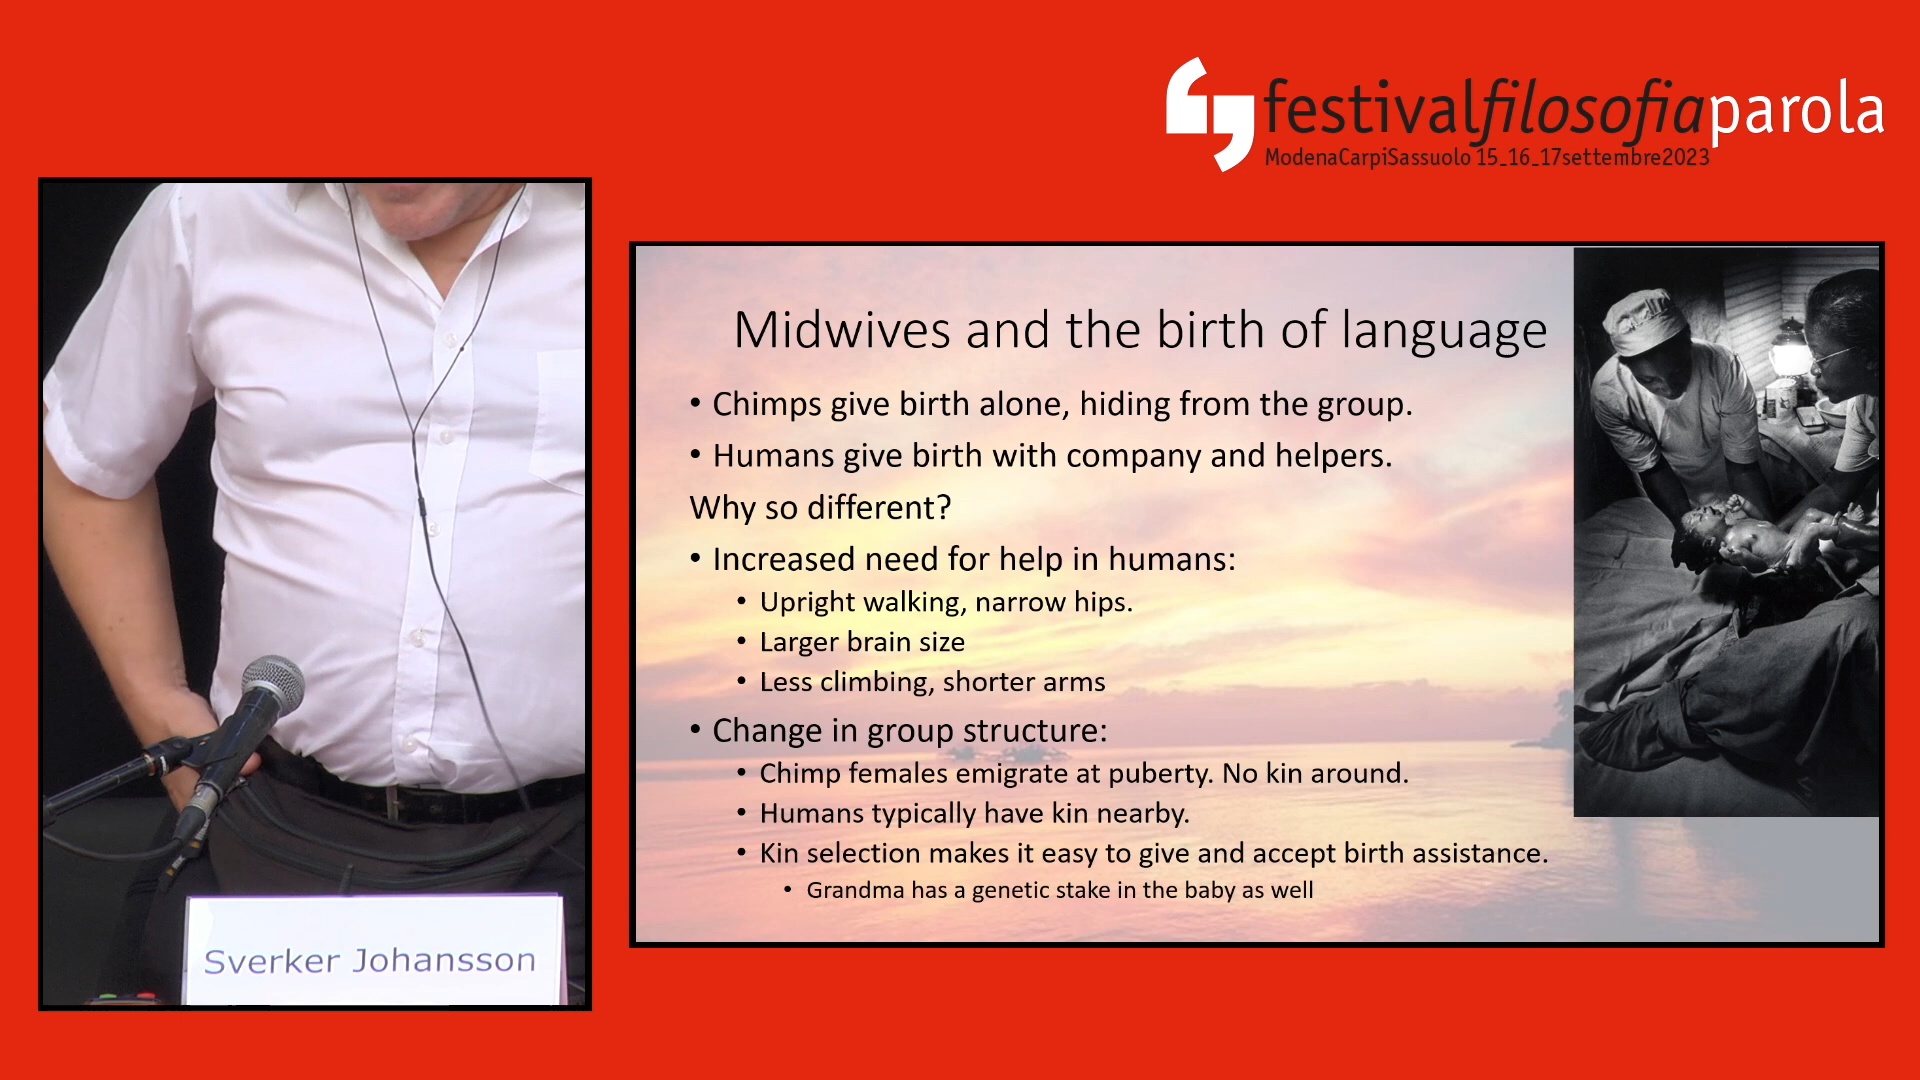 festivalfilosofiaparola
ModenaCarpiSassuolo 15_16_17settembre2023
Midwives and the birth of language
• Chimps give birth alone, hiding from the group.
• Humans give birth with company and helpers.
Why so different?
• Increased need for help in humans:
• Upright walking, narrow hips.
• Larger brain size
• Less climbing, shorter arms
• Change in group structure:
• Chimp females emigrate at puberty. No kin around.
• Humans typically have kin nearby.
• Kin selection makes it easy to give and accept birth assistance.
• Grandma has a genetic stake in the baby as well
Sverker Johansson